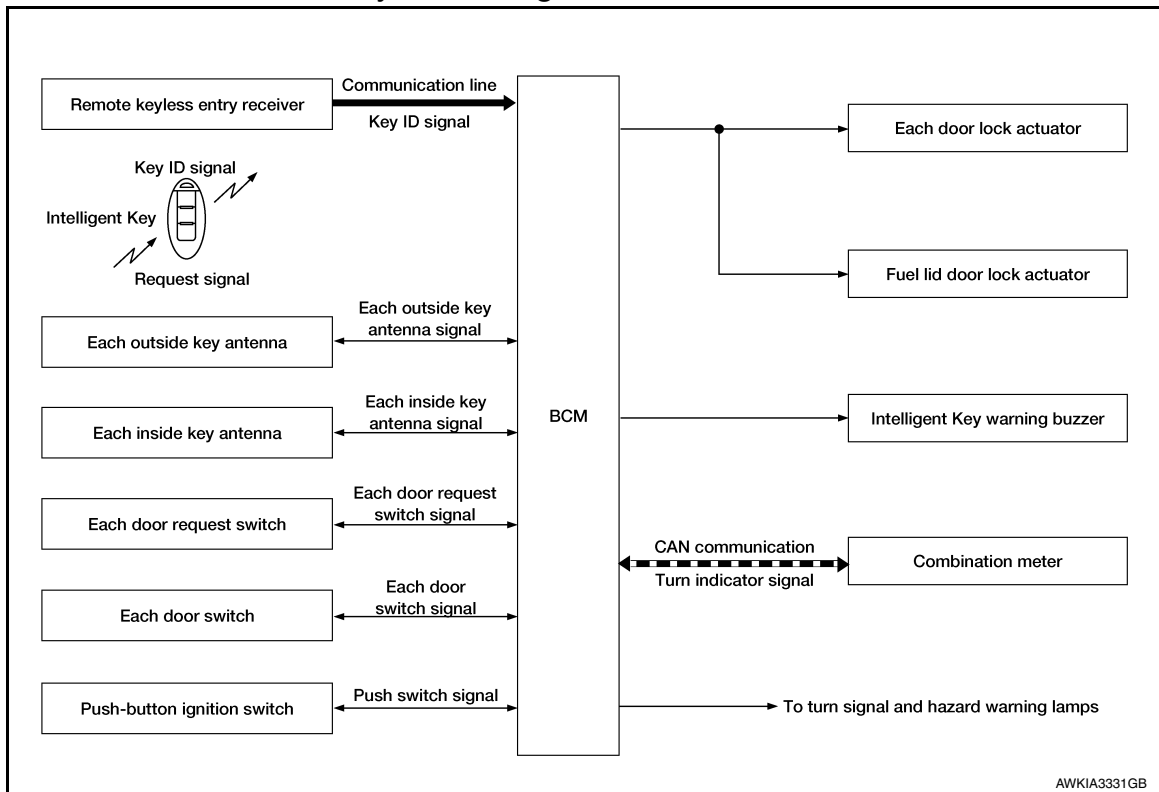 Remote keyless entry receiver
Communication line
Key ID signal
Key ID signal
Intelligent Key
Request signal
Each outside key antenna
Each outside key
antenna signal
Each inside key antenna
Each inside key
antenna signal
Each door request switch
Each door request
switch signal
Each door switch
Each door
switch signal
Push-button ignition switch
Push switch signal
BCM
Each door lock actuator
Fuel lid door lock actuator
Intelligent Key warning buzzer
CAN communication
Turn indicator signal
Combination meter
To turn signal and hazard warning lamps
AWKIA3331GB